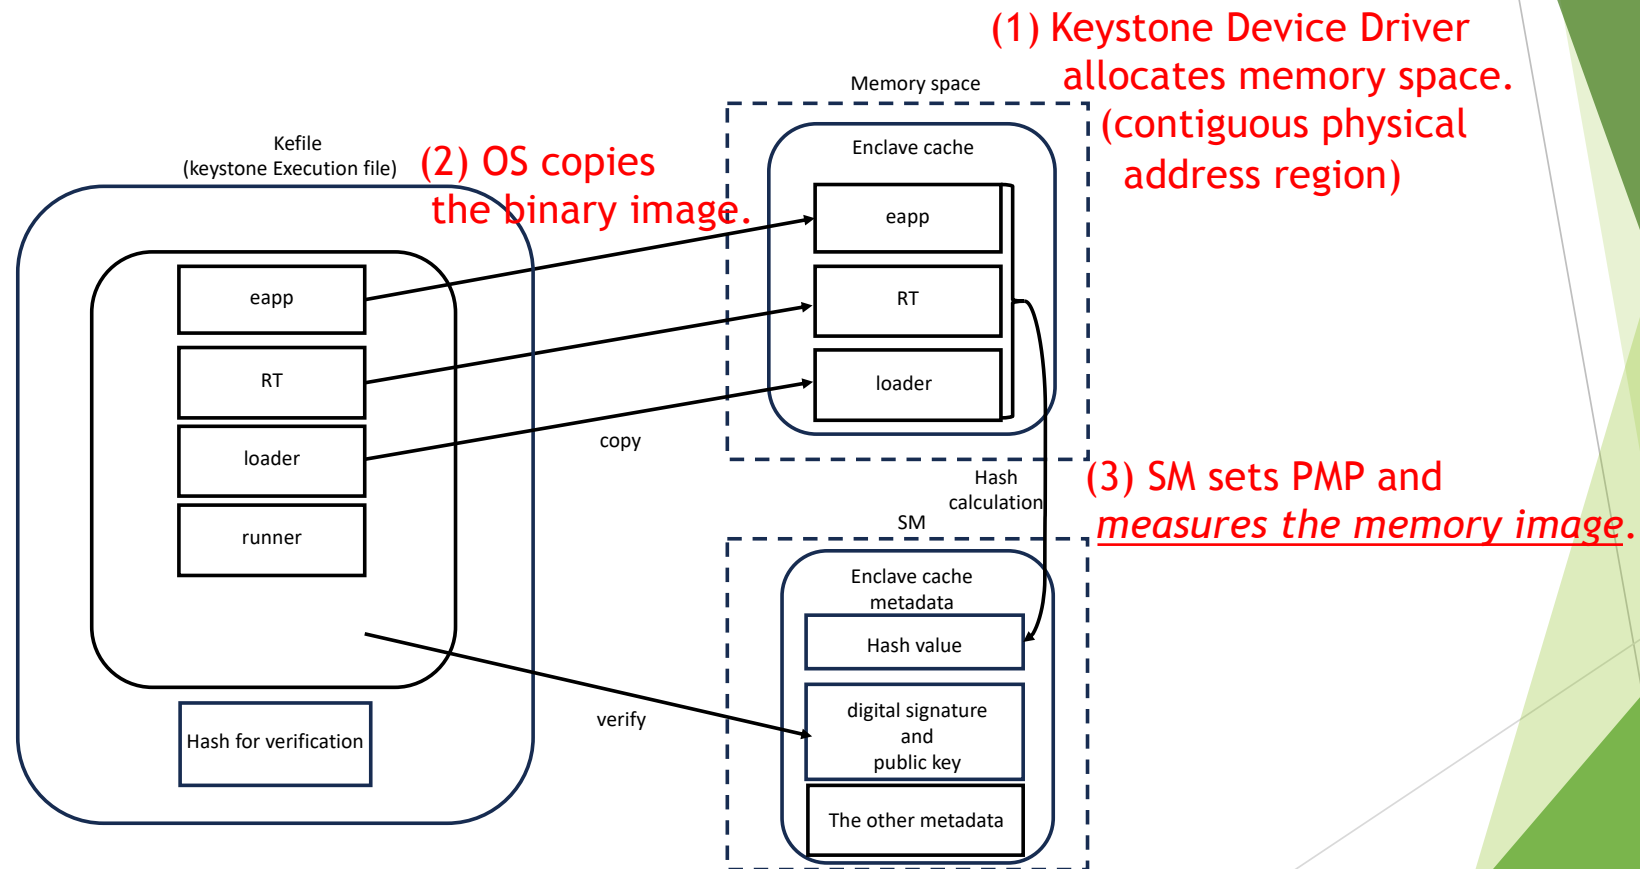 (1) Keystone Device Driver
allocates memory space.
(contiguous physical
address region)
Memory space
Kefile
(keystone Execution file)
(2) OS copies
the binary image.
Enclave cache
eapp
RT
loader
eapp
RT
loader
runner
copy
Hash
calculation
(3) SM sets PMP and
measures the memory image.
SM
Enclave cache
metadata
Hash value
digital signature
and
public key
The other metadata
verify
Hash for verification